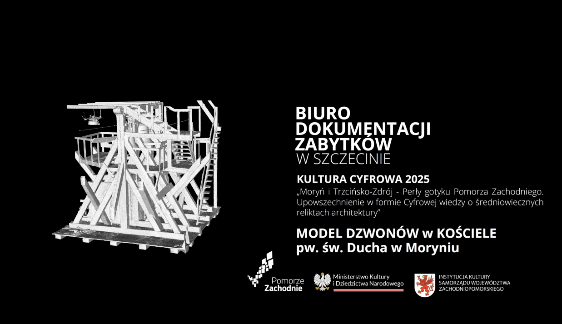 BIURO
DOKUMENTACJI
ZABYTKÓW
W SZCZECINIE
KULTURA CYFROWA 2025
„Moryń i Trzcińsko-Zdrój - Perły gotyku Pomorza Zachodniego.
Upowszechnienie w formie Cyfrowej wiedzy o średniowiecznych
reliktach architektury"
MODEL DZWONÓW w KOŚCIELE
pw. św. Ducha w Moryniu
Pomorze
Zachodnie
Ministerstwo Kultury
i Dziedzictwa Narodowego
INSTYTUCJA KULTURY
SAMORZĄDU WOJEWÓDZTWA
ZACHODNIOPOMORSKIEGO